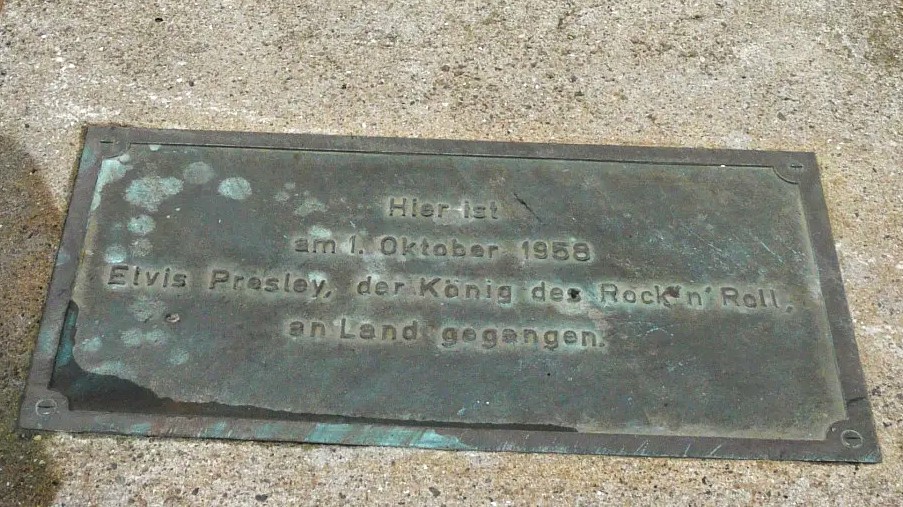 Hier ist
am 1. Oktober 1958
Elvis Presley, der König des Rock'n' Roll,
an Land gegangen.